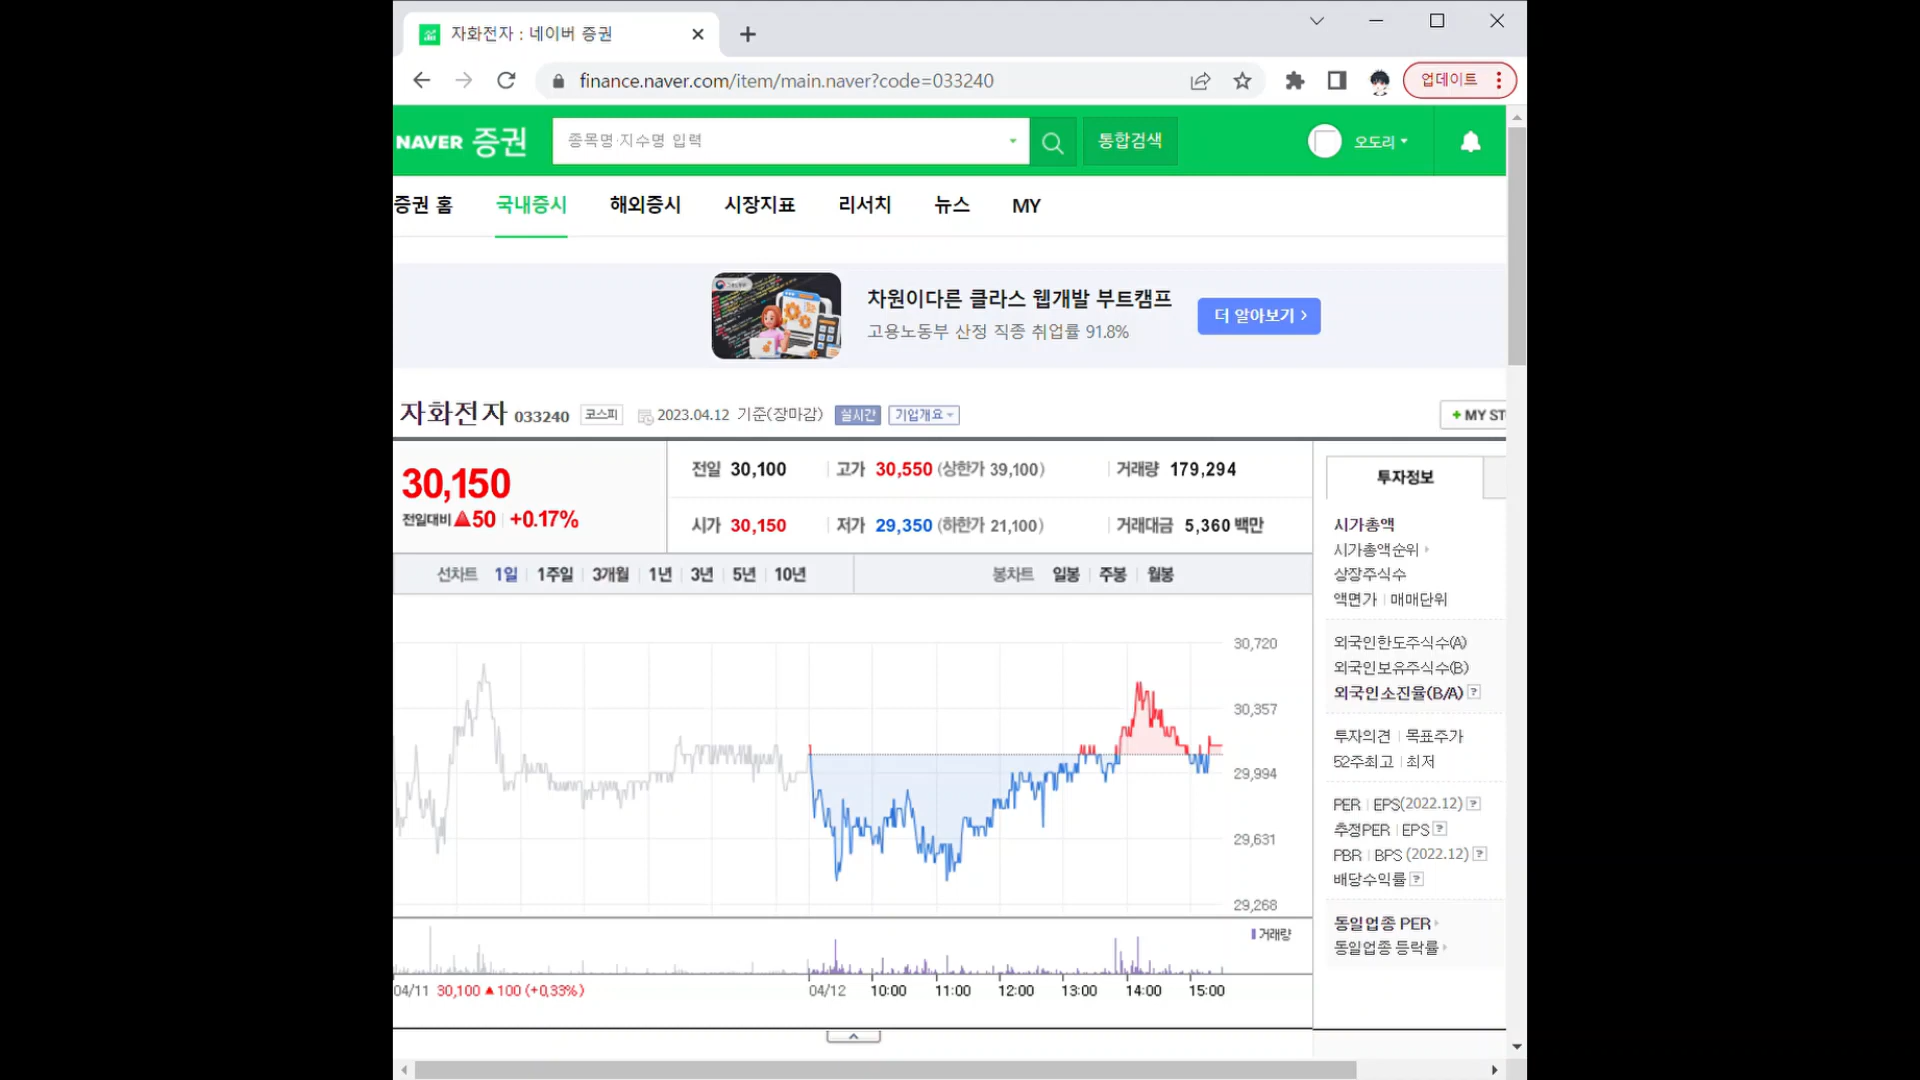 자화전자 : 네이버 증권
finance.naver.com/item/main.naver?code=033240
업데이트
NAVER 증권
종목명·지수명 입력
통합검색
오도리
증권 홈
국내증시
해외증시
시장지표
리서치
뉴스
MY
차원이다른 클라스 웹개발 부트캠프
고용노동부 산정 직종 취업률 91.8%
더 알아보기
자화전자 033240 코스피 2023.04.12 기준(장마감) 실시간 기업개요
+ MY ST
30,150
전일대비 ▲50 +0.17%
전일 30,100 고가 30,550 (상한가 39,100) 거래량 179,294
시가 30,150 저가 29,350 (하한가 21,100) 거래대금 5,360 백만
선차트 1일 1주일 3개월 1년 3년 5년 10년
봉차트 일봉 주봉 월봉
30,720
30,357
29,994
29,631
29,268
거래량
04/11 30,100 ▲ 100 (+0.33%)
04/12 10:00 11:00 12:00 13:00 14:00 15:00
투자정보
시가총액
시가총액순위
상장주식수
액면가 매매단위
외국인한도주식수(A)
외국인보유주식수(B)
외국인소진율(B/A) ?
투자의견 목표주가
52주최고 최저
PER EPS(2022.12) ?
추정PER EPS ?
PBR BPS (2022.12) ?
배당수익률 ?
동일업종 PER
동일업종 등락률